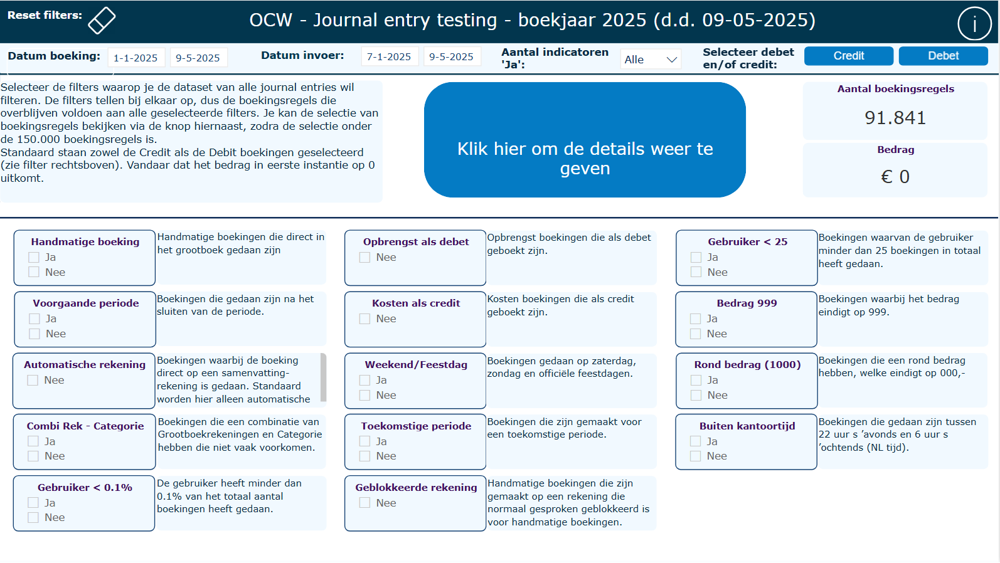 Reset filters:
OCW - Journal entry testing - boekjaar 2025 (d.d. 09-05-2025)
i
Datum boeking:
1-1-2025
9-5-2025
Datum invoer:
7-1-2025
9-5-2025
Aantal indicatoren
'Ja':
Alle
Selecteer debet
en/of credit:
Credit
Debet
Selecteer de filters waarop je de dataset van alle journal entries wil
filteren. De filters tellen bij elkaar op, dus de boekingsregels die
overblijven voldoen aan alle geselecteerde filters. Je kan de selectie van
boekingsregels bekijken via de knop hiernaast, zodra de selectie onder
de 150.000 boekingsregels is.
Standaard staan zowel de Credit als de Debit boekingen geselecteerd
(zie filter rechtsboven). Vandaar dat het bedrag in eerste instantie op 0
uitkomt.
Klik hier om de details weer te
geven
Aantal boekingsregels
91.841
Bedrag
€ 0
Handmatige boeking
Ja
Nee
Handmatige boekingen die direct in
het grootboek gedaan zijn
Opbrengst als debet
Nee
Opbrengst boekingen die als debet
geboekt zijn.
Gebruiker < 25
Ja
Nee
Boekingen waarvan de gebruiker
minder dan 25 boekingen in totaal
heeft gedaan.
Voorgaande periode
Ja
Nee
Boekingen die gedaan zijn na het
sluiten van de periode.
Kosten als credit
Nee
Kosten boekingen die als credit
geboekt zijn.
Bedrag 999
Ja
Nee
Boekingen waarbij het bedrag
eindigt op 999.
Automatische rekening
Nee
Boekingen waarbij de boeking
direct op een samenvatting-
rekening is gedaan. Standaard
worden hier alleen automatische
Weekend/Feestdag
Ja
Nee
Boekingen gedaan op zaterdag,
zondag en officiële feestdagen.
Rond bedrag (1000)
Ja
Nee
Boekingen die een rond bedrag
hebben, welke eindigt op 000,-
Combi Rek - Categorie
Ja
Nee
Boekingen die een combinatie van
Grootboekrekeningen en Categorie
hebben die niet vaak voorkomen.
Toekomstige periode
Ja
Nee
Boekingen die zijn gemaakt voor
een toekomstige periode.
Buiten kantoortijd
Ja
Nee
Boekingen die gedaan zijn tussen
22 uur s ’avonds en 6 uur s
’ochtends (NL tijd).
Gebruiker < 0.1%
Ja
Nee
De gebruiker heeft minder dan
0.1% van het totaal aantal
boekingen heeft gedaan.
Geblokkeerde rekening
Nee
Handmatige boekingen die zijn
gemaakt op een rekening die
normaal gesproken geblokkeerd is
voor handmatige boekingen.